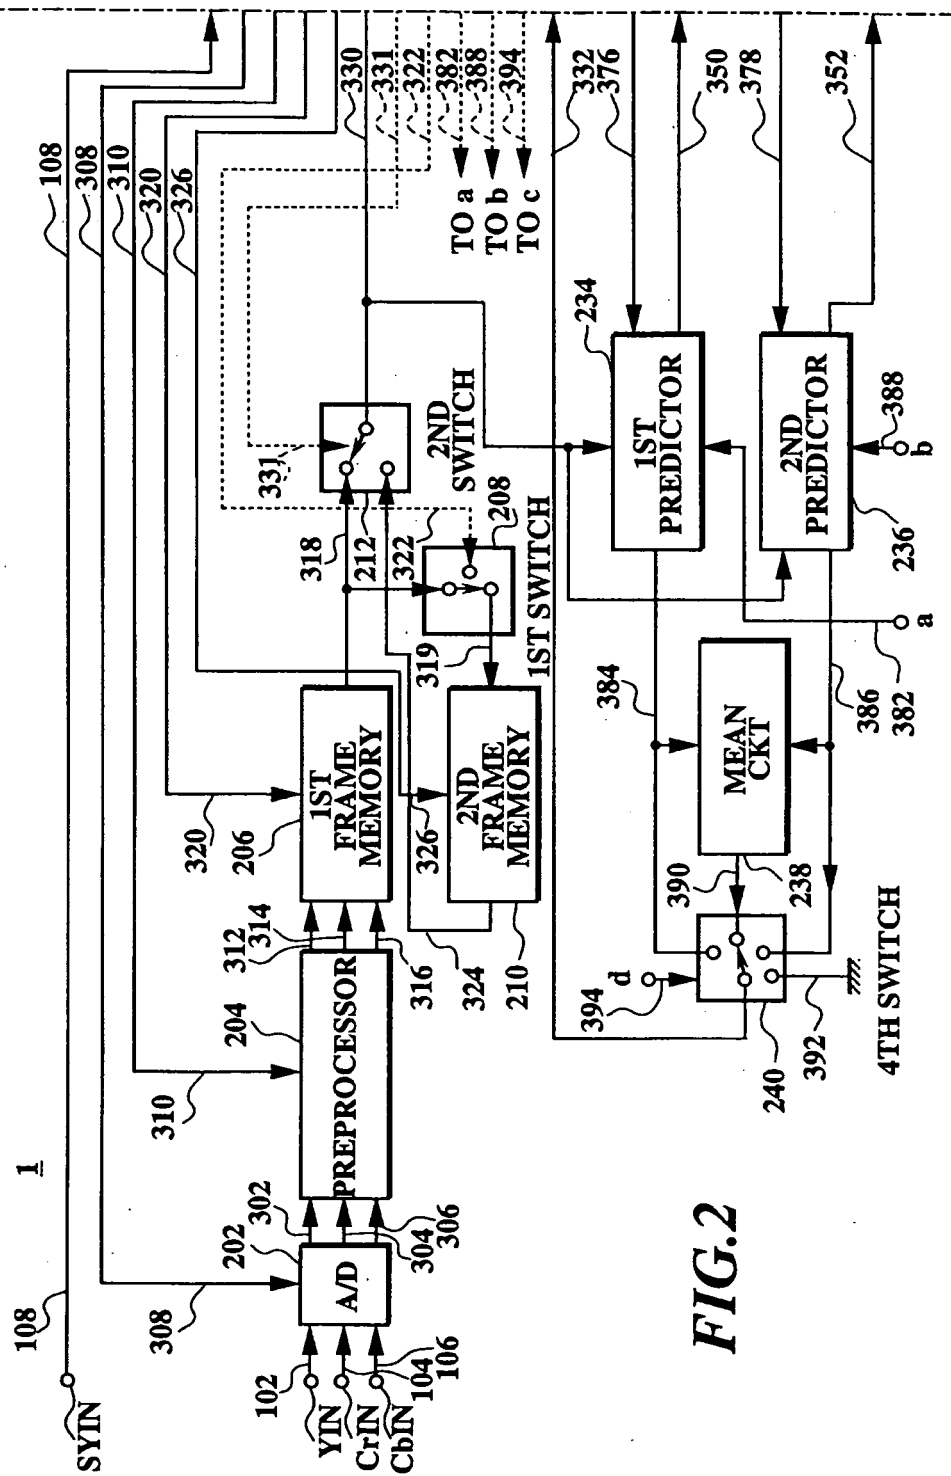 1
SYIN
108
108
308
308
310
310
320
320
326
326
330
331
331
322
322
382
388
394
TO a
TO b
TO c
332
376
350
378
352
YIN
CrIN
CbIN
102
104
106
202
A/D
302
304
306
204
PREPROCESSOR
312
314
316
206
1ST
FRAME
MEMORY
318
212
2ND
SWITCH
208
1ST SWITCH
319
2ND
FRAME
MEMORY
210
324
234
1ST
PREDICTOR
2ND
PREDICTOR
236
388
b
a
382
384
386
MEAN
CKT
238
390
d
394
240
392
4TH SWITCH
FIG.2